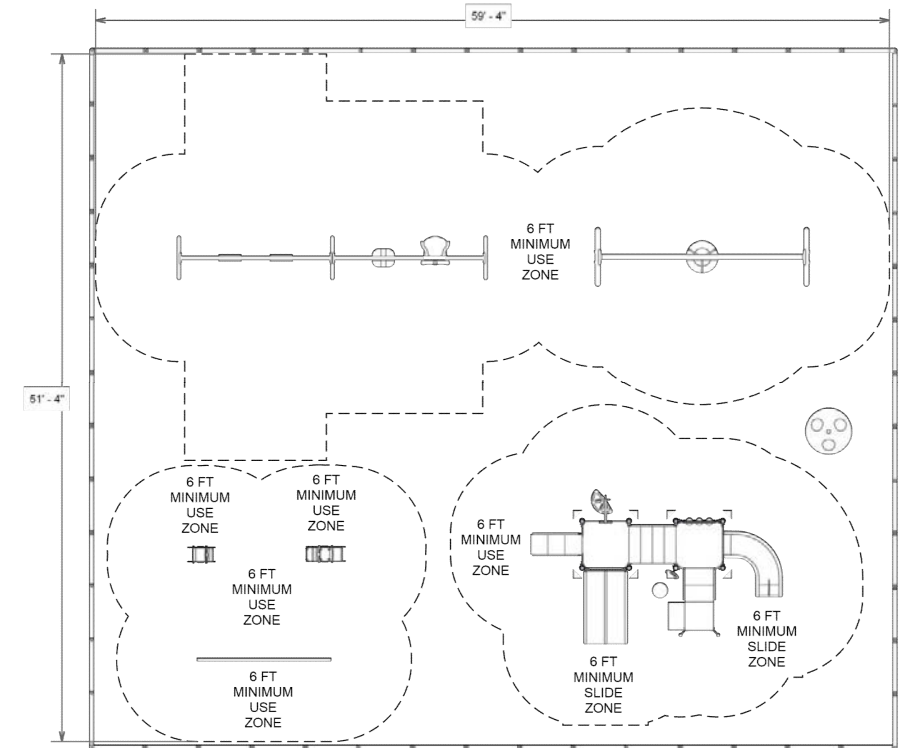 59' - 4"
6 FT
MINIMUM
USE
ZONE
51' - 4"
6 FT
MINIMUM
USE
ZONE
6 FT
MINIMUM
USE
ZONE
6 FT
MINIMUM
USE
ZONE
6 FT
MINIMUM
USE
ZONE
6 FT
MINIMUM
SLIDE
ZONE
6 FT
MINIMUM
SLIDE
ZONE
6 FT
MINIMUM
USE
ZONE